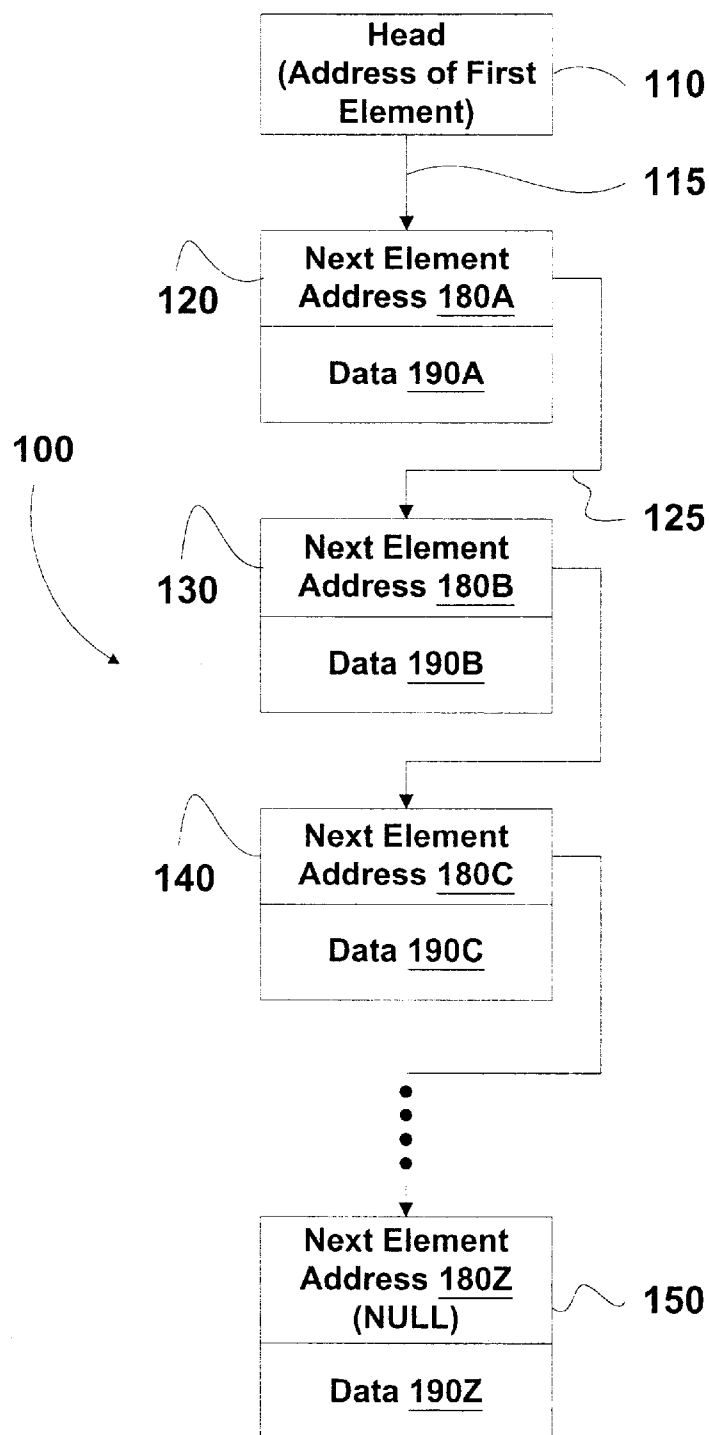 Head
(Address of First
Element)
110
115
Next Element
Address 180A
120
Data 190A
100
125
Next Element
Address 180B
130
Data 190B
Next Element
Address 180C
140
Data 190C
Next Element
Address 180Z
(NULL)
150
Data 190Z